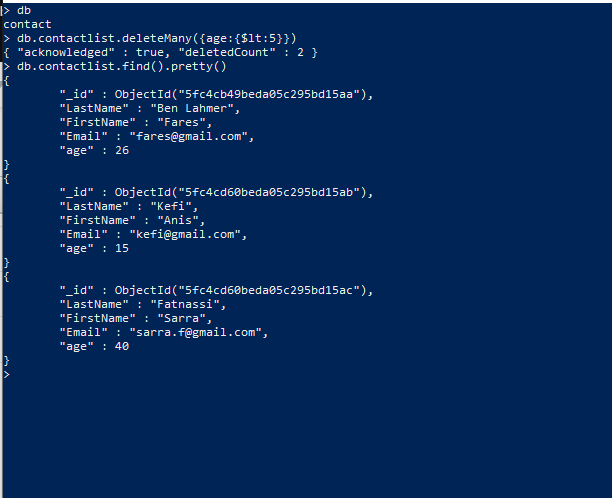 > db
contact
> db.contactlist.deleteMany({age:{$lt:5}})
{ "acknowledged" : true, "deletedCount" : 2 }
> db.contactlist.find().pretty()
{
        "_id" : ObjectId("5fc4cb49beda05c295bd15aa"),
        "LastName" : "Ben Lahmer",
        "FirstName" : "Fares",
        "Email" : "fares@gmail.com",
        "age" : 26
}
{
        "_id" : ObjectId("5fc4cd60beda05c295bd15ab"),
        "LastName" : "Kefi",
        "FirstName" : "Anis",
        "Email" : "kefi@gmail.com",
        "age" : 15
}
{
        "_id" : ObjectId("5fc4cd60beda05c295bd15ac"),
        "LastName" : "Fatnassi",
        "FirstName" : "Sarra",
        "Email" : "sarra.f@gmail.com",
        "age" : 40
}
>